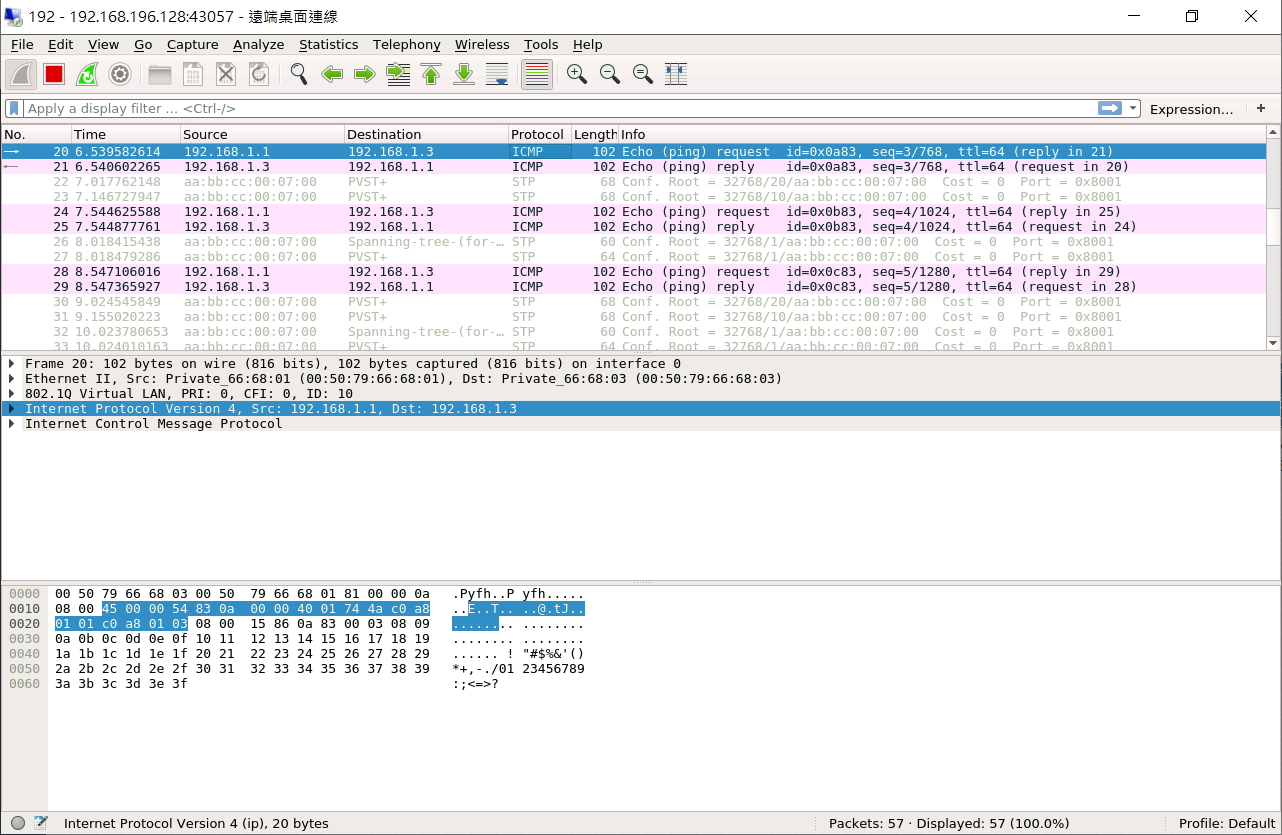 192 - 192.168.196.128:43057 - 遠端桌面連線
File Edit View Go Capture Analyze Statistics Telephony Wireless Tools Help
Apply a display filter ... <Ctrl-/> Expression… +
No. Time Source Destination Protocol Length Info
20 6.539582614 192.168.1.1 192.168.1.3 ICMP 102 Echo (ping) request id=0x0a83, seq=3/768, ttl=64 (reply in 21)
21 6.540602265 192.168.1.3 192.168.1.1 ICMP 102 Echo (ping) reply id=0x0a83, seq=3/768, ttl=64 (request in 20)
22 7.017762148 aa:bb:cc:00:07:00 PVST+ STP 68 Conf. Root = 32768/20/aa:bb:cc:00:07:00 Cost = 0 Port = 0x8001
23 7.146727947 aa:bb:cc:00:07:00 PVST+ STP 68 Conf. Root = 32768/10/aa:bb:cc:00:07:00 Cost = 0 Port = 0x8001
24 7.544625588 192.168.1.1 192.168.1.3 ICMP 102 Echo (ping) request id=0x0b83, seq=4/1024, ttl=64 (reply in 25)
25 7.544877761 192.168.1.3 192.168.1.1 ICMP 102 Echo (ping) reply id=0x0b83, seq=4/1024, ttl=64 (request in 24)
26 8.018415438 aa:bb:cc:00:07:00 Spanning-tree-(for-… STP 60 Conf. Root = 32768/1/aa:bb:cc:00:07:00 Cost = 0 Port = 0x8001
27 8.018479286 aa:bb:cc:00:07:00 PVST+ STP 64 Conf. Root = 32768/1/aa:bb:cc:00:07:00 Cost = 0 Port = 0x8001
28 8.547106016 192.168.1.1 192.168.1.3 ICMP 102 Echo (ping) request id=0x0c83, seq=5/1280, ttl=64 (reply in 29)
29 8.547365927 192.168.1.3 192.168.1.1 ICMP 102 Echo (ping) reply id=0x0c83, seq=5/1280, ttl=64 (request in 28)
30 9.024545849 aa:bb:cc:00:07:00 PVST+ STP 68 Conf. Root = 32768/20/aa:bb:cc:00:07:00 Cost = 0 Port = 0x8001
31 9.155020223 aa:bb:cc:00:07:00 PVST+ STP 68 Conf. Root = 32768/10/aa:bb:cc:00:07:00 Cost = 0 Port = 0x8001
32 10.023780653 aa:bb:cc:00:07:00 Spanning-tree-(for-… STP 60 Conf. Root = 32768/1/aa:bb:cc:00:07:00 Cost = 0 Port = 0x8001
33 10.024010163 aa:bb:cc:00:07:00 PVST+ STP 64 Conf. Root = 32768/1/aa:bb:cc:00:07:00 Cost = 0 Port = 0x8001
Frame 20: 102 bytes on wire (816 bits), 102 bytes captured (816 bits) on interface 0
Ethernet II, Src: Private_66:68:01 (00:50:79:66:68:01), Dst: Private_66:68:03 (00:50:79:66:68:03)
802.1Q Virtual LAN, PRI: 0, CFI: 0, ID: 10
Internet Protocol Version 4, Src: 192.168.1.1, Dst: 192.168.1.3
Internet Control Message Protocol
0000 00 50 79 66 68 03 00 50 79 66 68 01 81 00 00 0a .Pyfh..P yfh.....
0010 08 00 45 00 00 54 83 0a 00 00 40 01 74 4a c0 a8 ..E..T.. ..@.tJ..
0020 01 01 c0 a8 01 03 08 00 15 86 0a 83 00 03 08 09 ........ ........
0030 0a 0b 0c 0d 0e 0f 10 11 12 13 14 15 16 17 18 19 ........ ........
0040 1a 1b 1c 1d 1e 1f 20 21 22 23 24 25 26 27 28 29 ...... ! "#$%&'()
0050 2a 2b 2c 2d 2e 2f 30 31 32 33 34 35 36 37 38 39 *+,-./01 23456789
0060 3a 3b 3c 3d 3e 3f :;<=>?
Internet Protocol Version 4 (ip), 20 bytes Packets: 57 · Displayed: 57 (100.0%) Profile: Default